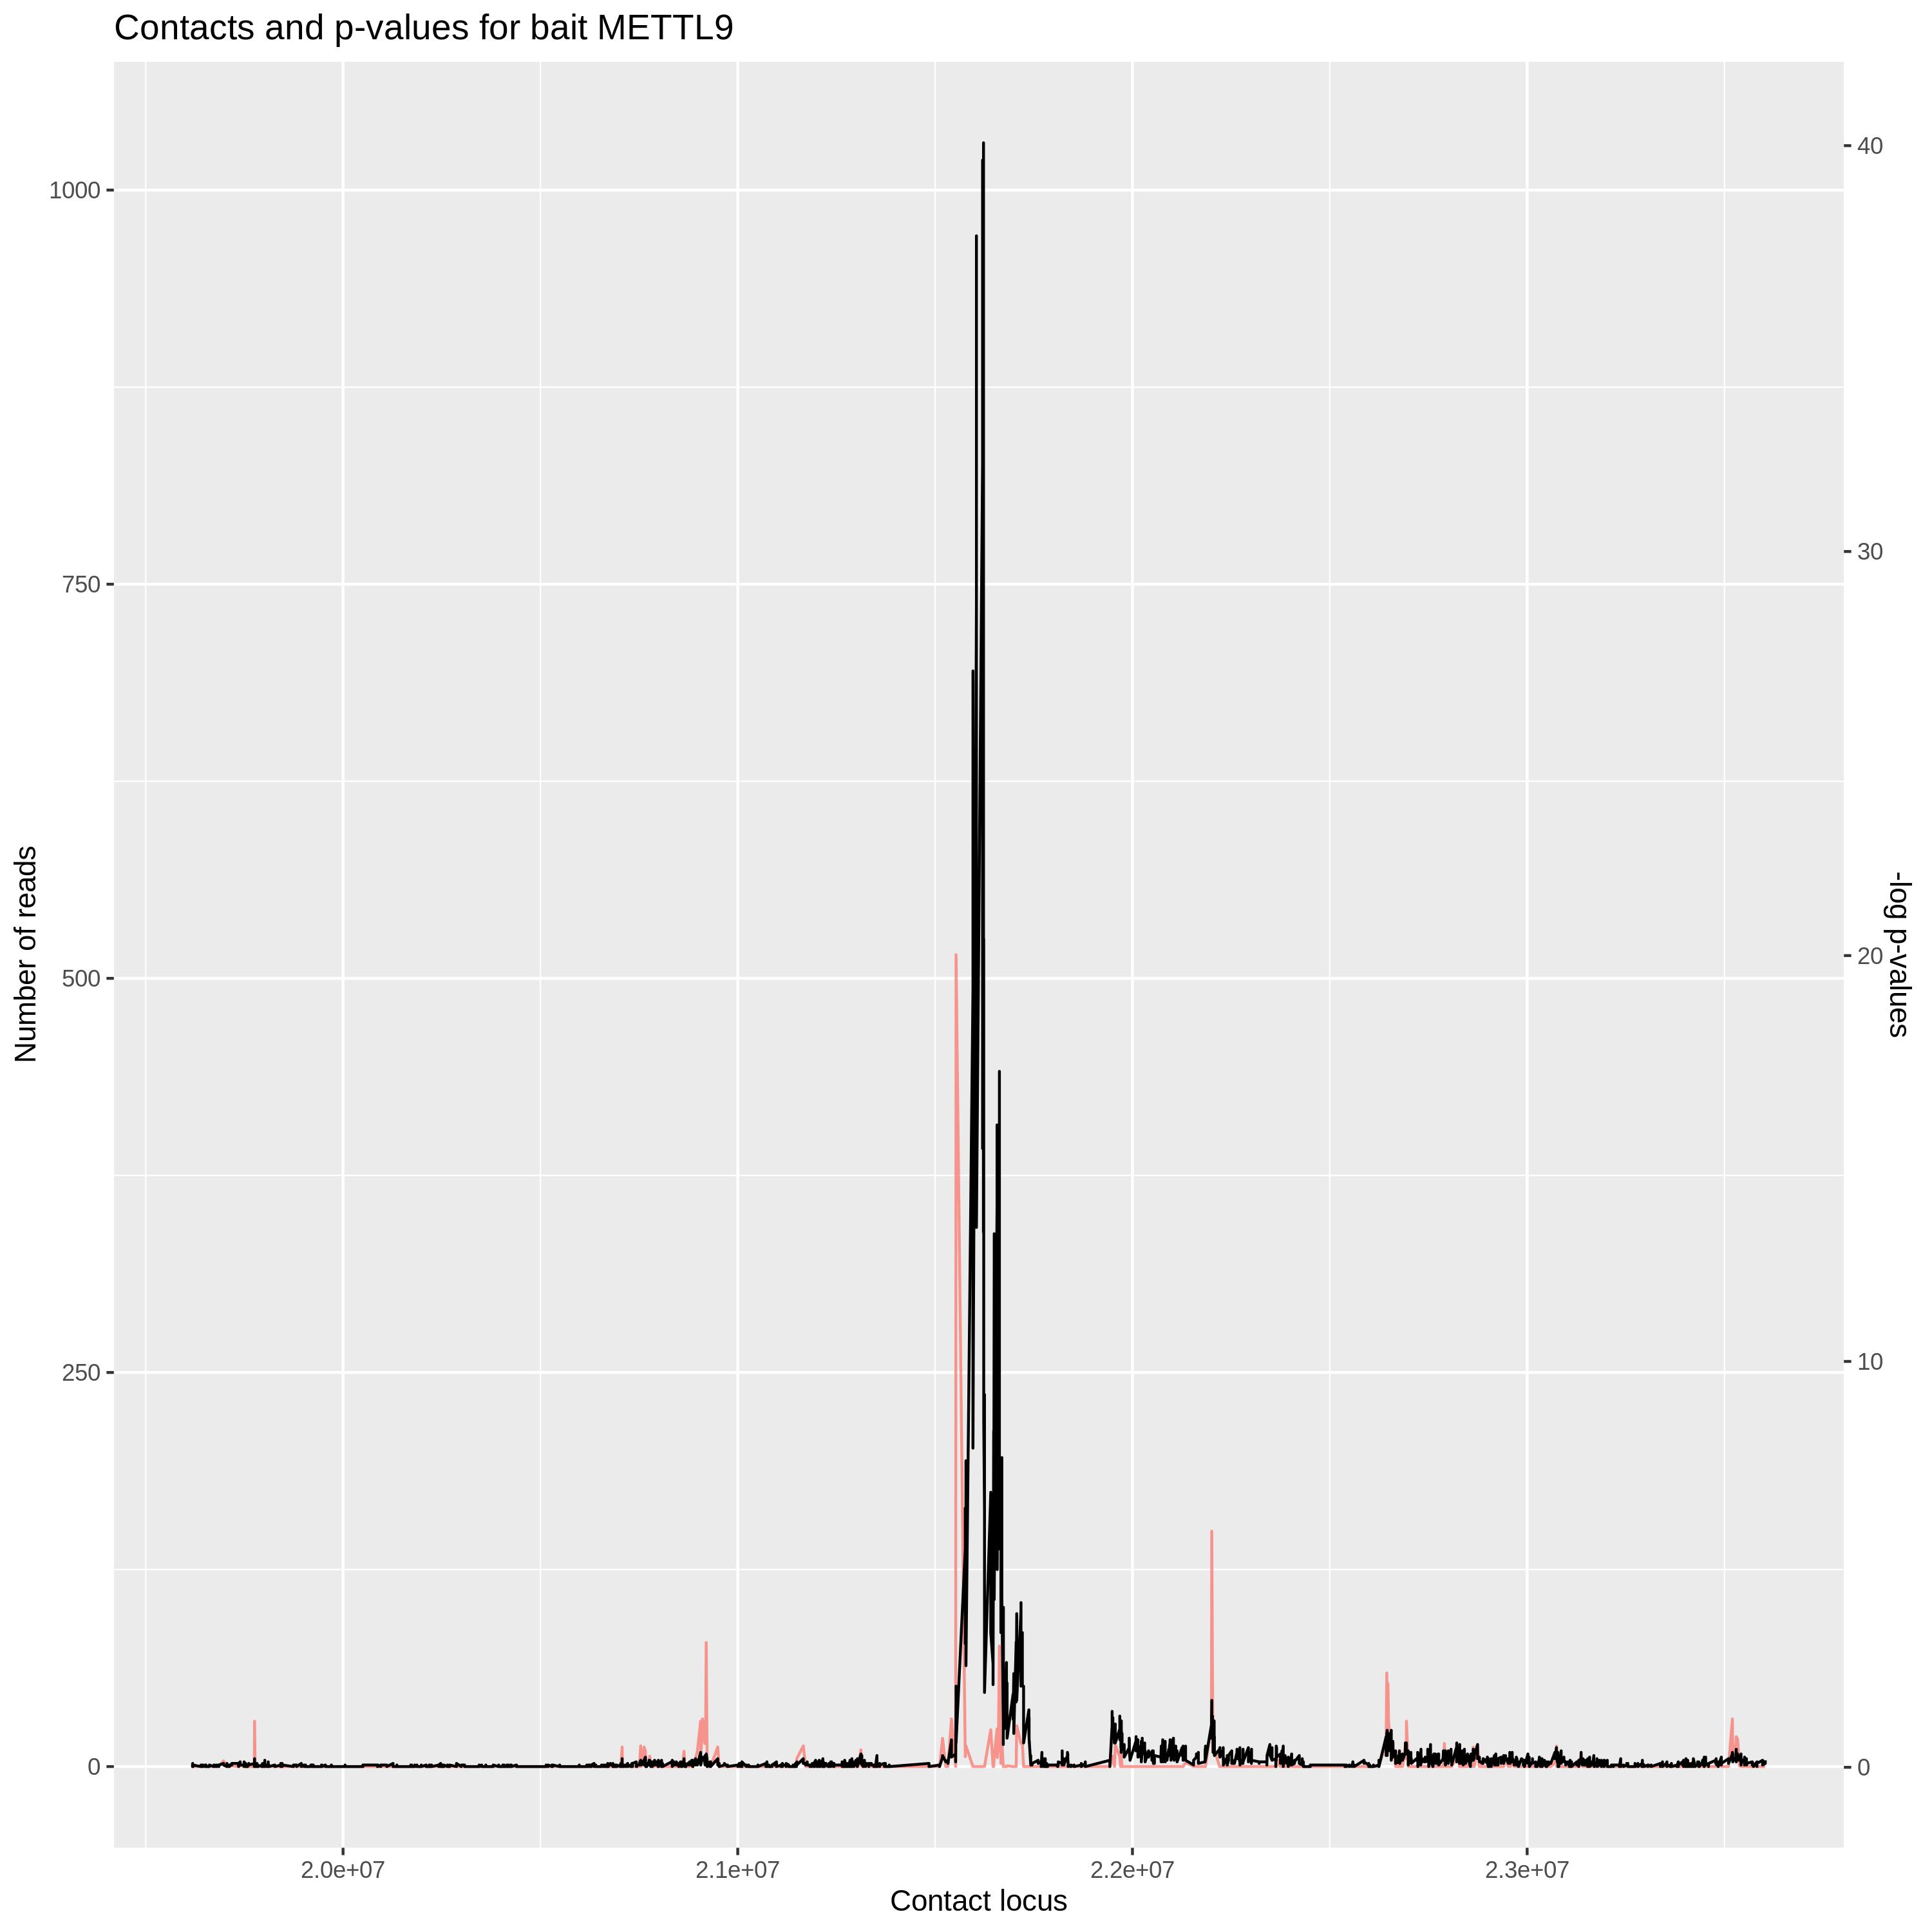 Contacts and p-values for bait METTL9
Number of reads
1000
750
500
250
0
40
30
20
10
0
-log p-values
2.0e+07
2.1e+07
2.2e+07
2.3e+07
Contact locus